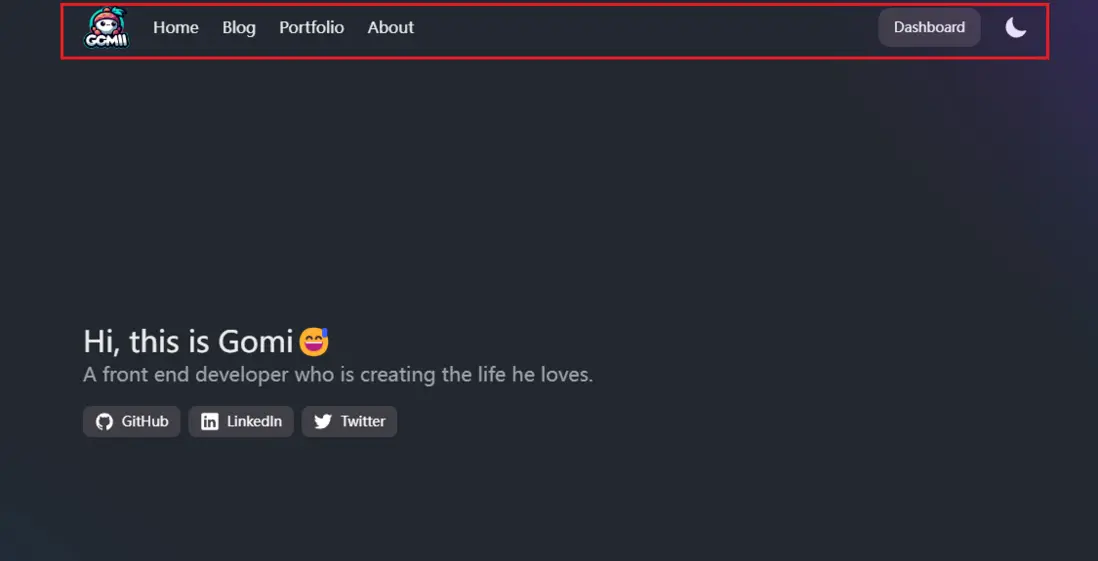 GOMII
Home Blog Portfolio About Dashboard
Hi, this is Gomi😅
A front end developer who is creating the life he loves.
GitHub LinkedIn Twitter